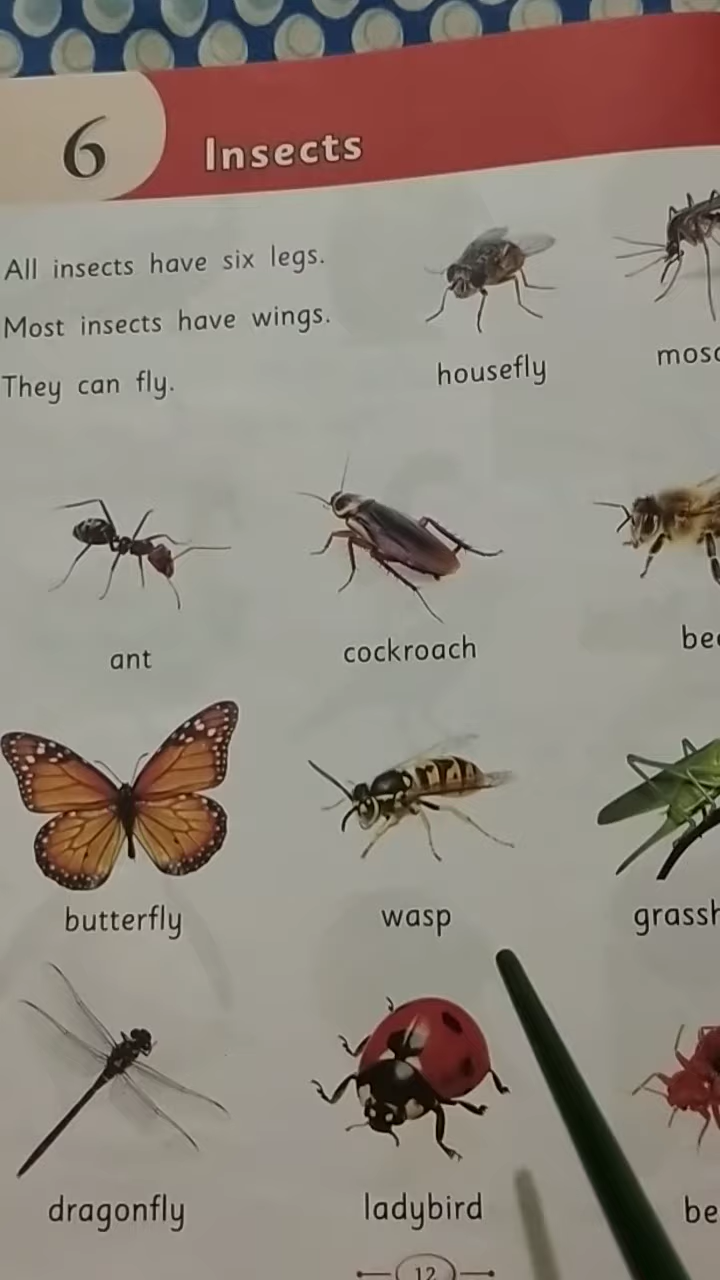 6
Insects
All insects have six legs.
Most insects have wings.
They can fly.
housefly
ant
cockroach
butterfly
wasp
dragonfly
ladybird
12